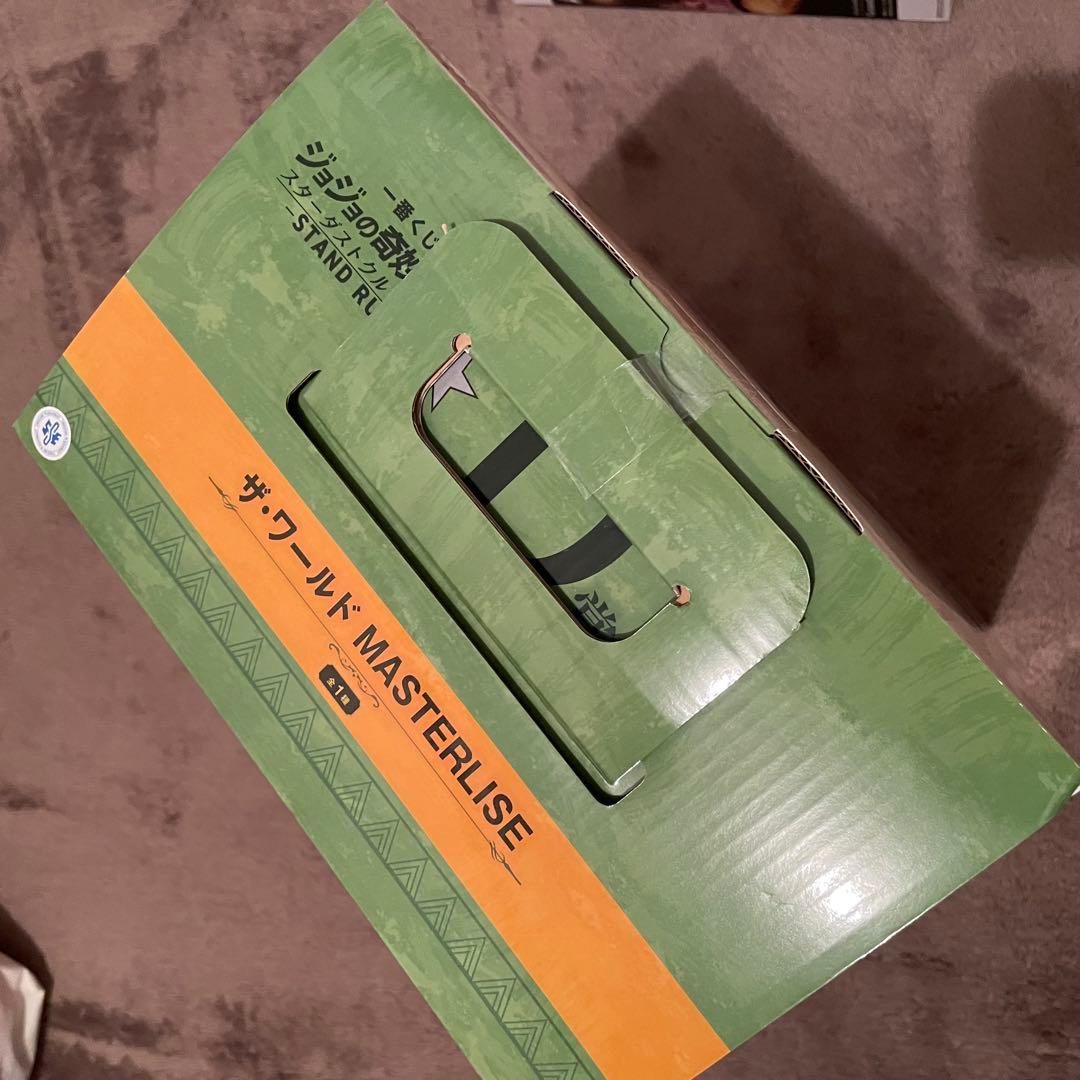 一番くじ
ジョジョの奇妙
スターダストクル
-STAND RU
賞
ザ・ワールド MASTERLISE
全1種